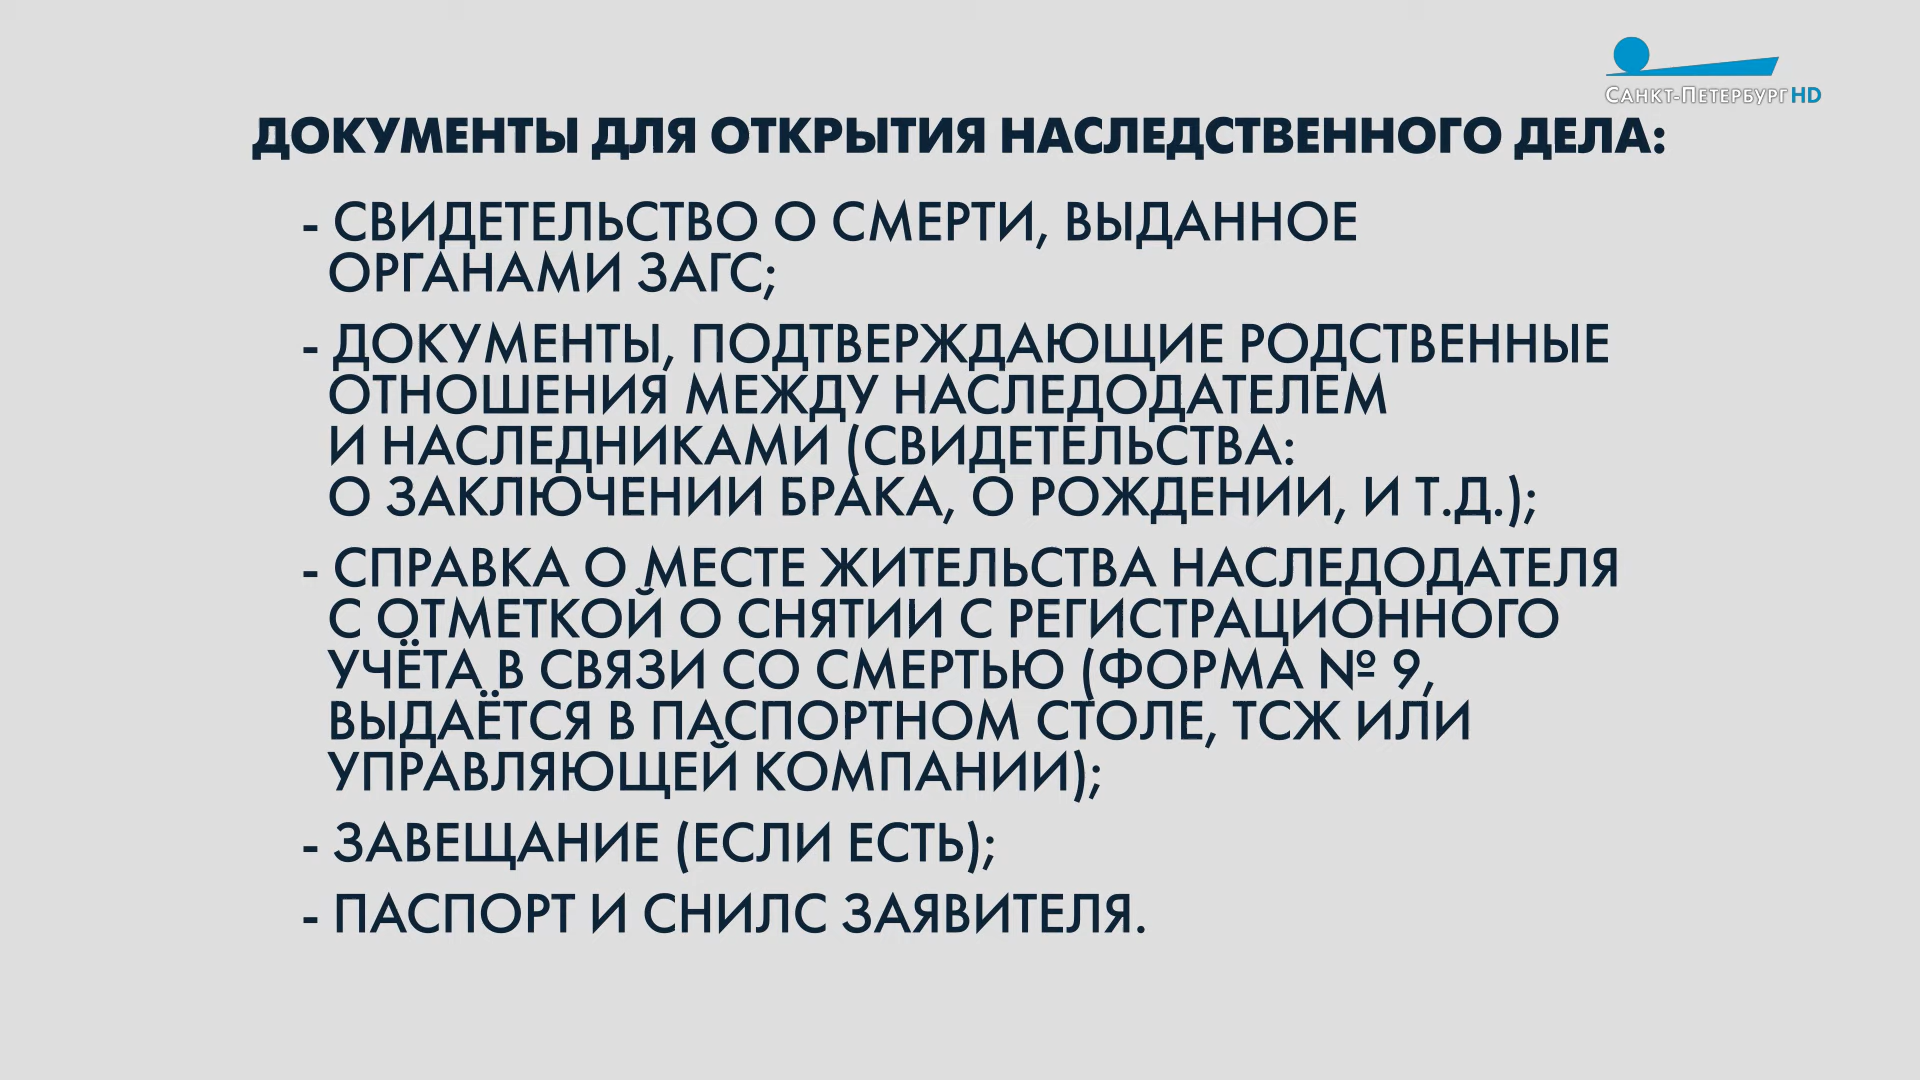 Санкт-Петербург HD
ДОКУМЕНТЫ ДЛЯ ОТКРЫТИЯ НАСЛЕДСТВЕННОГО ДЕЛА:
- СВИДЕТЕЛЬСТВО О СМЕРТИ, ВЫДАННОЕ
ОРГАНАМИ ЗАГС;
- ДОКУМЕНТЫ, ПОДТВЕРЖДАЮЩИЕ РОДСТВЕННЫЕ
ОТНОШЕНИЯ МЕЖДУ НАСЛЕДОДАТЕЛЕМ
И НАСЛЕДНИКАМИ (СВИДЕТЕЛЬСТВА:
О ЗАКЛЮЧЕНИИ БРАКА, О РОЖДЕНИИ, И Т.Д.);
- СПРАВКА О МЕСТЕ ЖИТЕЛЬСТВА НАСЛЕДОДАТЕЛЯ
С ОТМЕТКОЙ О СНЯТИИ С РЕГИСТРАЦИОННОГО
УЧЁТА В СВЯЗИ СО СМЕРТЬЮ (ФОРМА № 9,
ВЫДАЁТСЯ В ПАСПОРТНОМ СТОЛЕ, ТСЖ ИЛИ
УПРАВЛЯЮЩЕЙ КОМПАНИИ);
- ЗАВЕЩАНИЕ (ЕСЛИ ЕСТЬ);
- ПАСПОРТ И СНИЛС ЗАЯВИТЕЛЯ.